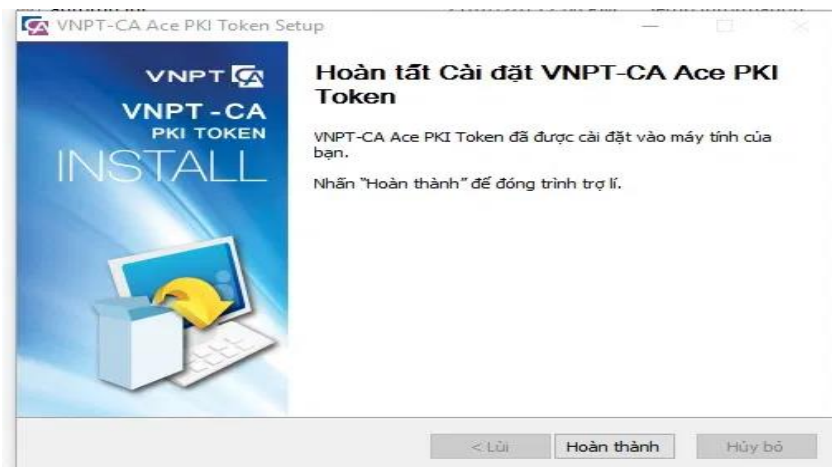 VNPT-CA Ace PKI Token Setup
VNPT
VNPT-CA
PKI TOKEN
INSTALL
Hoàn tất Cài đặt VNPT-CA Ace PKI
Token
VNPT-CA Ace PKI Token đã được cài đặt vào máy tính của
bạn.
Nhấn "Hoàn thành" để đóng trình trợ lí.
< Lùi
Hoàn thành
Hủy bỏ